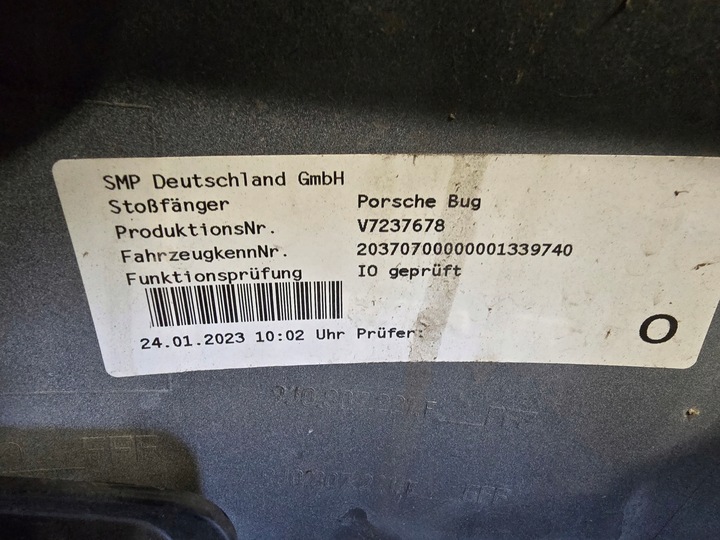 SMP Deutschland GmbH
Stoßfänger Porsche Bug
ProduktionsNr. V7237678
FahrzeugkennNr. 20370700000001339740
Funktionsprüfung IO geprüft
24.01.2023 10:02 Uhr Prüfer:
O